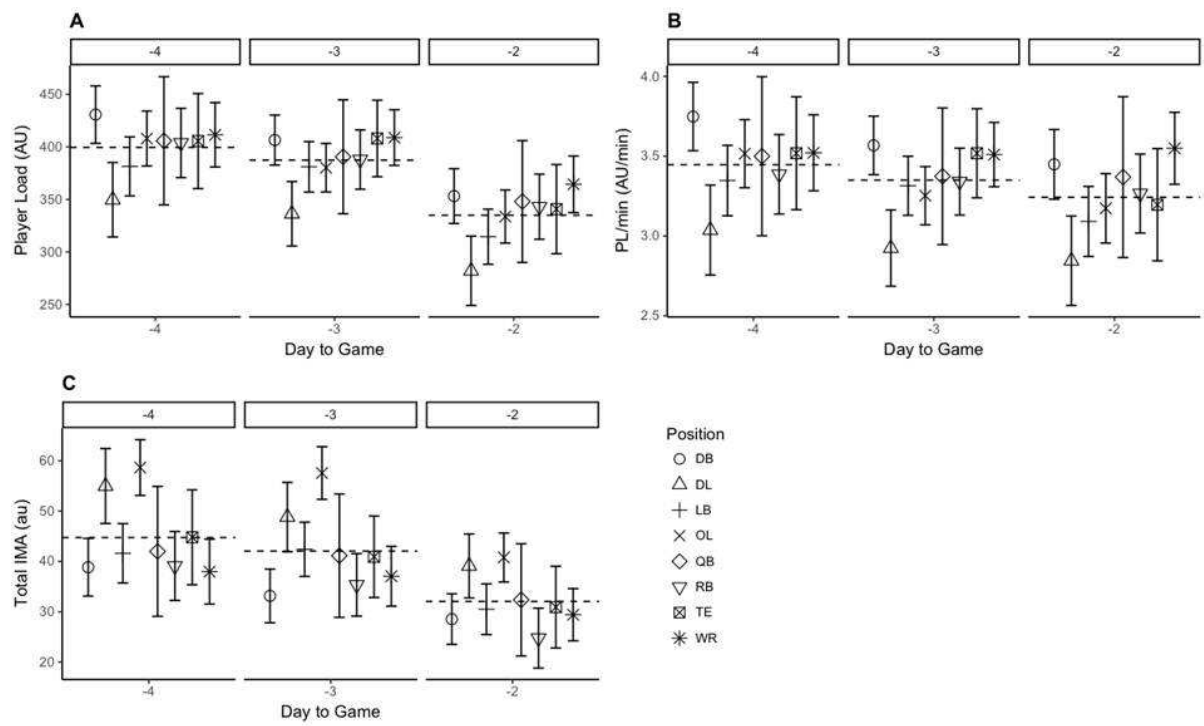 A
-4 -3 -2
Player Load (AU)
450
400
350
300
250
-4 -3 -2
Day to Game
B
-4 -3 -2
PL/min (AU/min)
4.0
3.5
3.0
2.5
-4 -3 -2
Day to Game
C
-4 -3 -2
Total IMA (au)
60
50
40
30
20
-4 -3 -2
Day to Game
Position
DB
DL
LB
OL
QB
RB
TE
WR